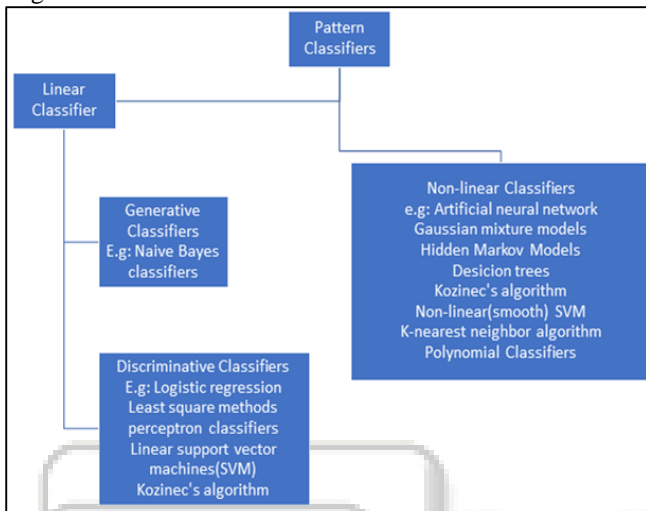 Pattern
Classifiers
Linear
Classifier
Generative
Classifiers
E.g: Naive Bayes
classifiers
Non-linear Classifiers
e.g: Artificial neural network
Gaussian mixture models
Hidden Markov Models
Desicion trees
Kozinec's algorithm
Non-linear(smooth) SVM
K-nearest neighbor algorithm
Polynomial Classifiers
Discriminative Classifiers
E.g: Logistic regression
Least square methods
perceptron classifiers
Linear support vector
machines(SVM)
Kozinec's algorithm